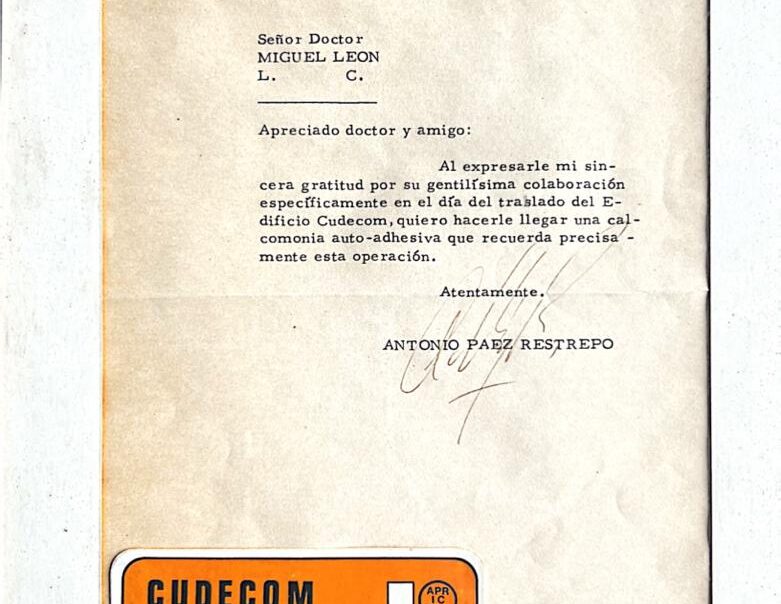 Señor Doctor
MIGUEL LEON
L. C.
Apreciado doctor y amigo:
Al expresarle mi sin-
cera gratitud por su gentilísima colaboración
específicamente en el día del traslado del E-
dificio Cudecom, quiero hacerle llegar una cal-
comonia auto-adhesiva que recuerda precisa-
mente esta operación.
Atentamente.
ANTONIO PAEZ RESTREPO
CUDECOM
APR
IC